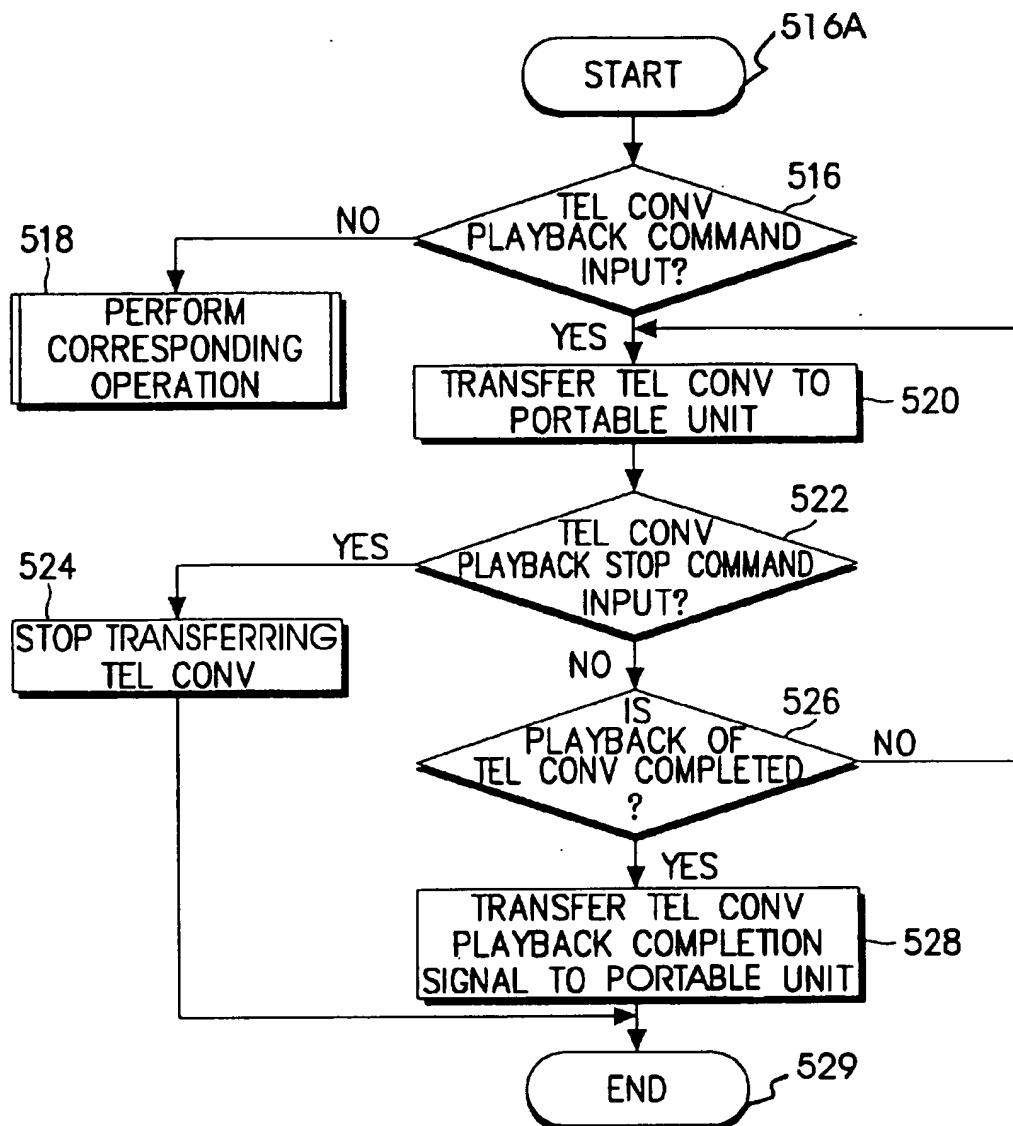 516A
START
516
TEL CONV
PLAYBACK COMMAND
INPUT?
NO
518
YES
PERFORM
CORRESPONDING
OPERATION
TRANSFER TEL CONV TO
PORTABLE UNIT
520
522
TEL CONV
PLAYBACK STOP COMMAND
INPUT?
YES
524
STOP TRANSFERRING
TEL CONV
NO
526
IS
PLAYBACK OF
TEL CONV COMPLETED
?
NO
YES
TRANSFER TEL CONV
PLAYBACK COMPLETION
SIGNAL TO PORTABLE UNIT
528
END
529